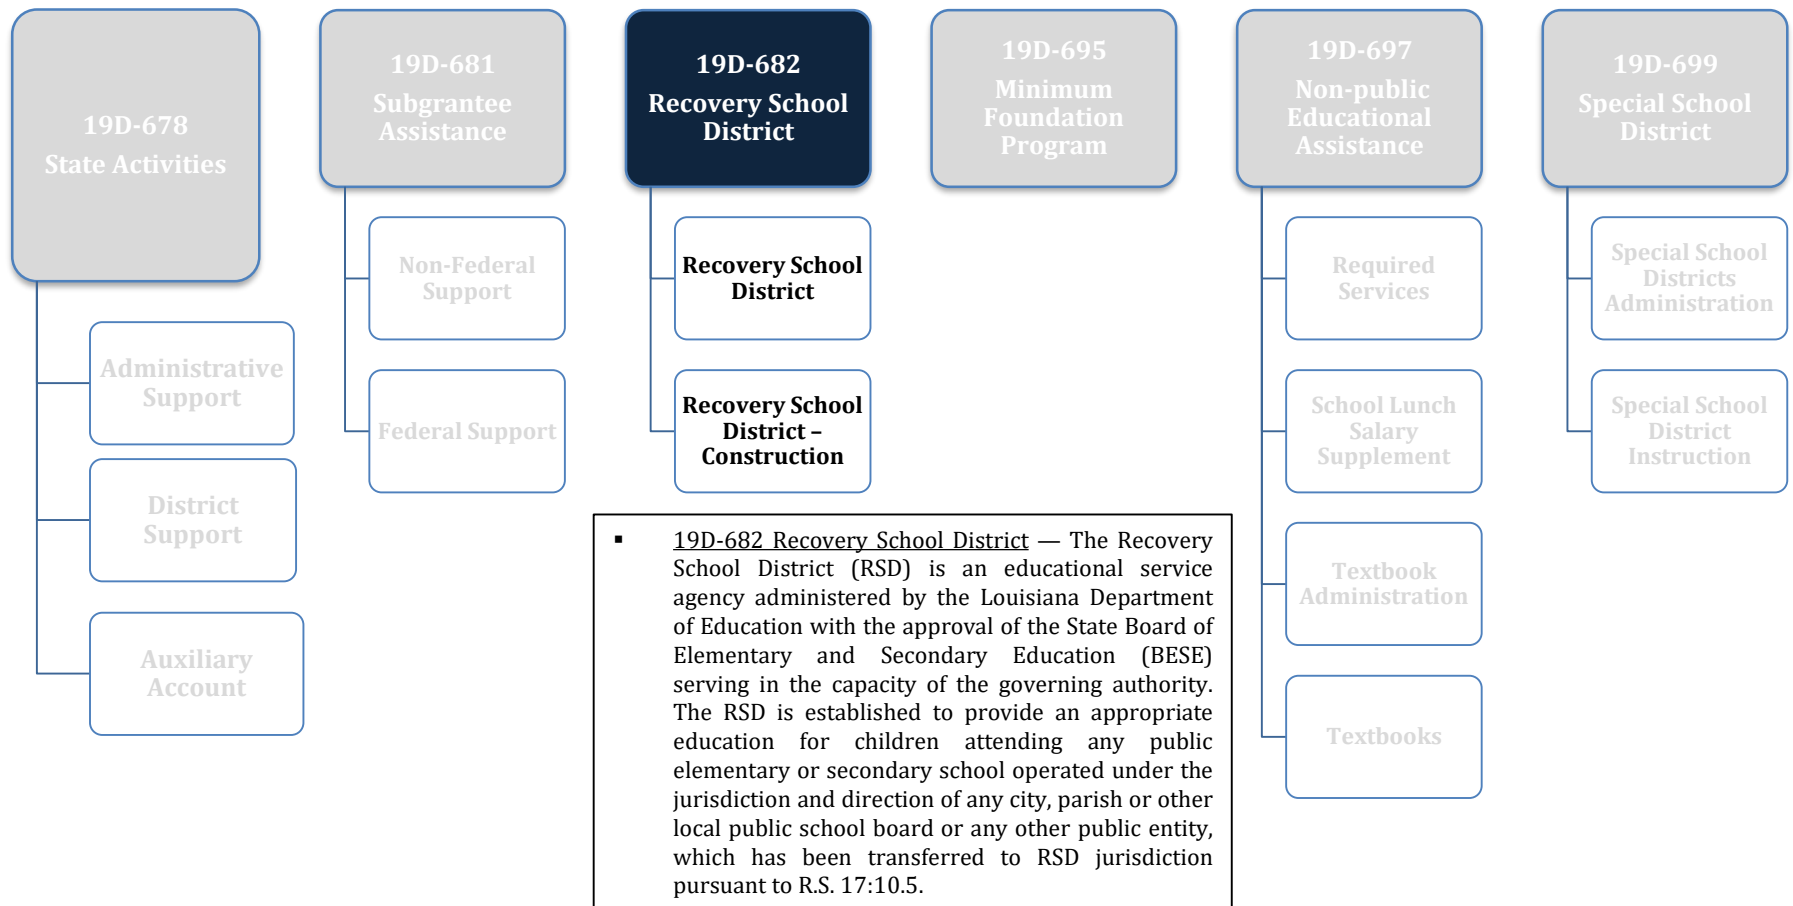 19D-678
State Activities
Administrative
Support
District
Support
Auxiliary
Account
19D-681
Subgrantee
Assistance
Non-Federal
Support
Federal Support
19D-682
Recovery School
District
Recovery School
District
Recovery School
District –
Construction
19D-695
Minimum
Foundation
Program
19D-697
Non-public
Educational
Assistance
Required
Services
School Lunch
Salary
Supplement
Textbook
Administration
Textbooks
19D-699
Special School
District
Special School
Districts
Administration
Special School
District
Instruction
▪ 19D-682 Recovery School District — The Recovery
School District (RSD) is an educational service
agency administered by the Louisiana Department
of Education with the approval of the State Board of
Elementary and Secondary Education (BESE)
serving in the capacity of the governing authority.
The RSD is established to provide an appropriate
education for children attending any public
elementary or secondary school operated under the
jurisdiction and direction of any city, parish or other
local public school board or any other public entity,
which has been transferred to RSD jurisdiction
pursuant to R.S. 17:10.5.